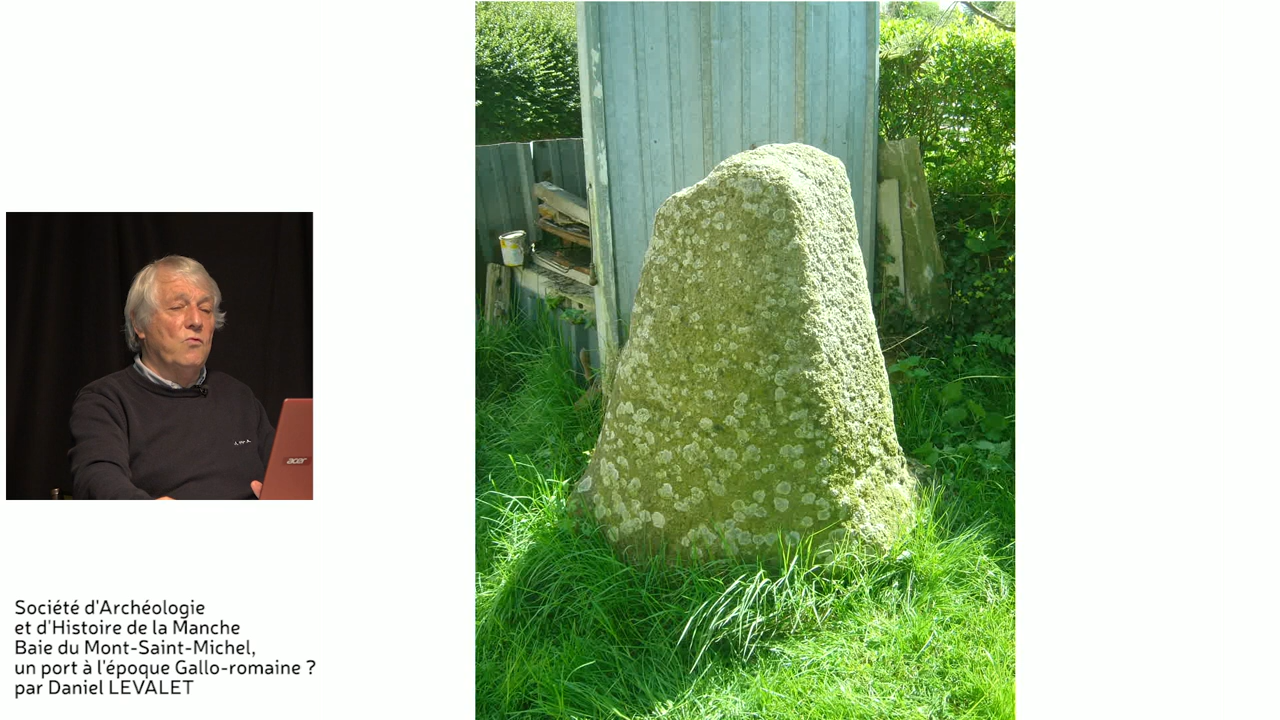 acer
Société d'Archéologie
et d'Histoire de la Manche
Baie du Mont-Saint-Michel,
un port à l'époque Gallo-romaine ?
par Daniel LEVALET